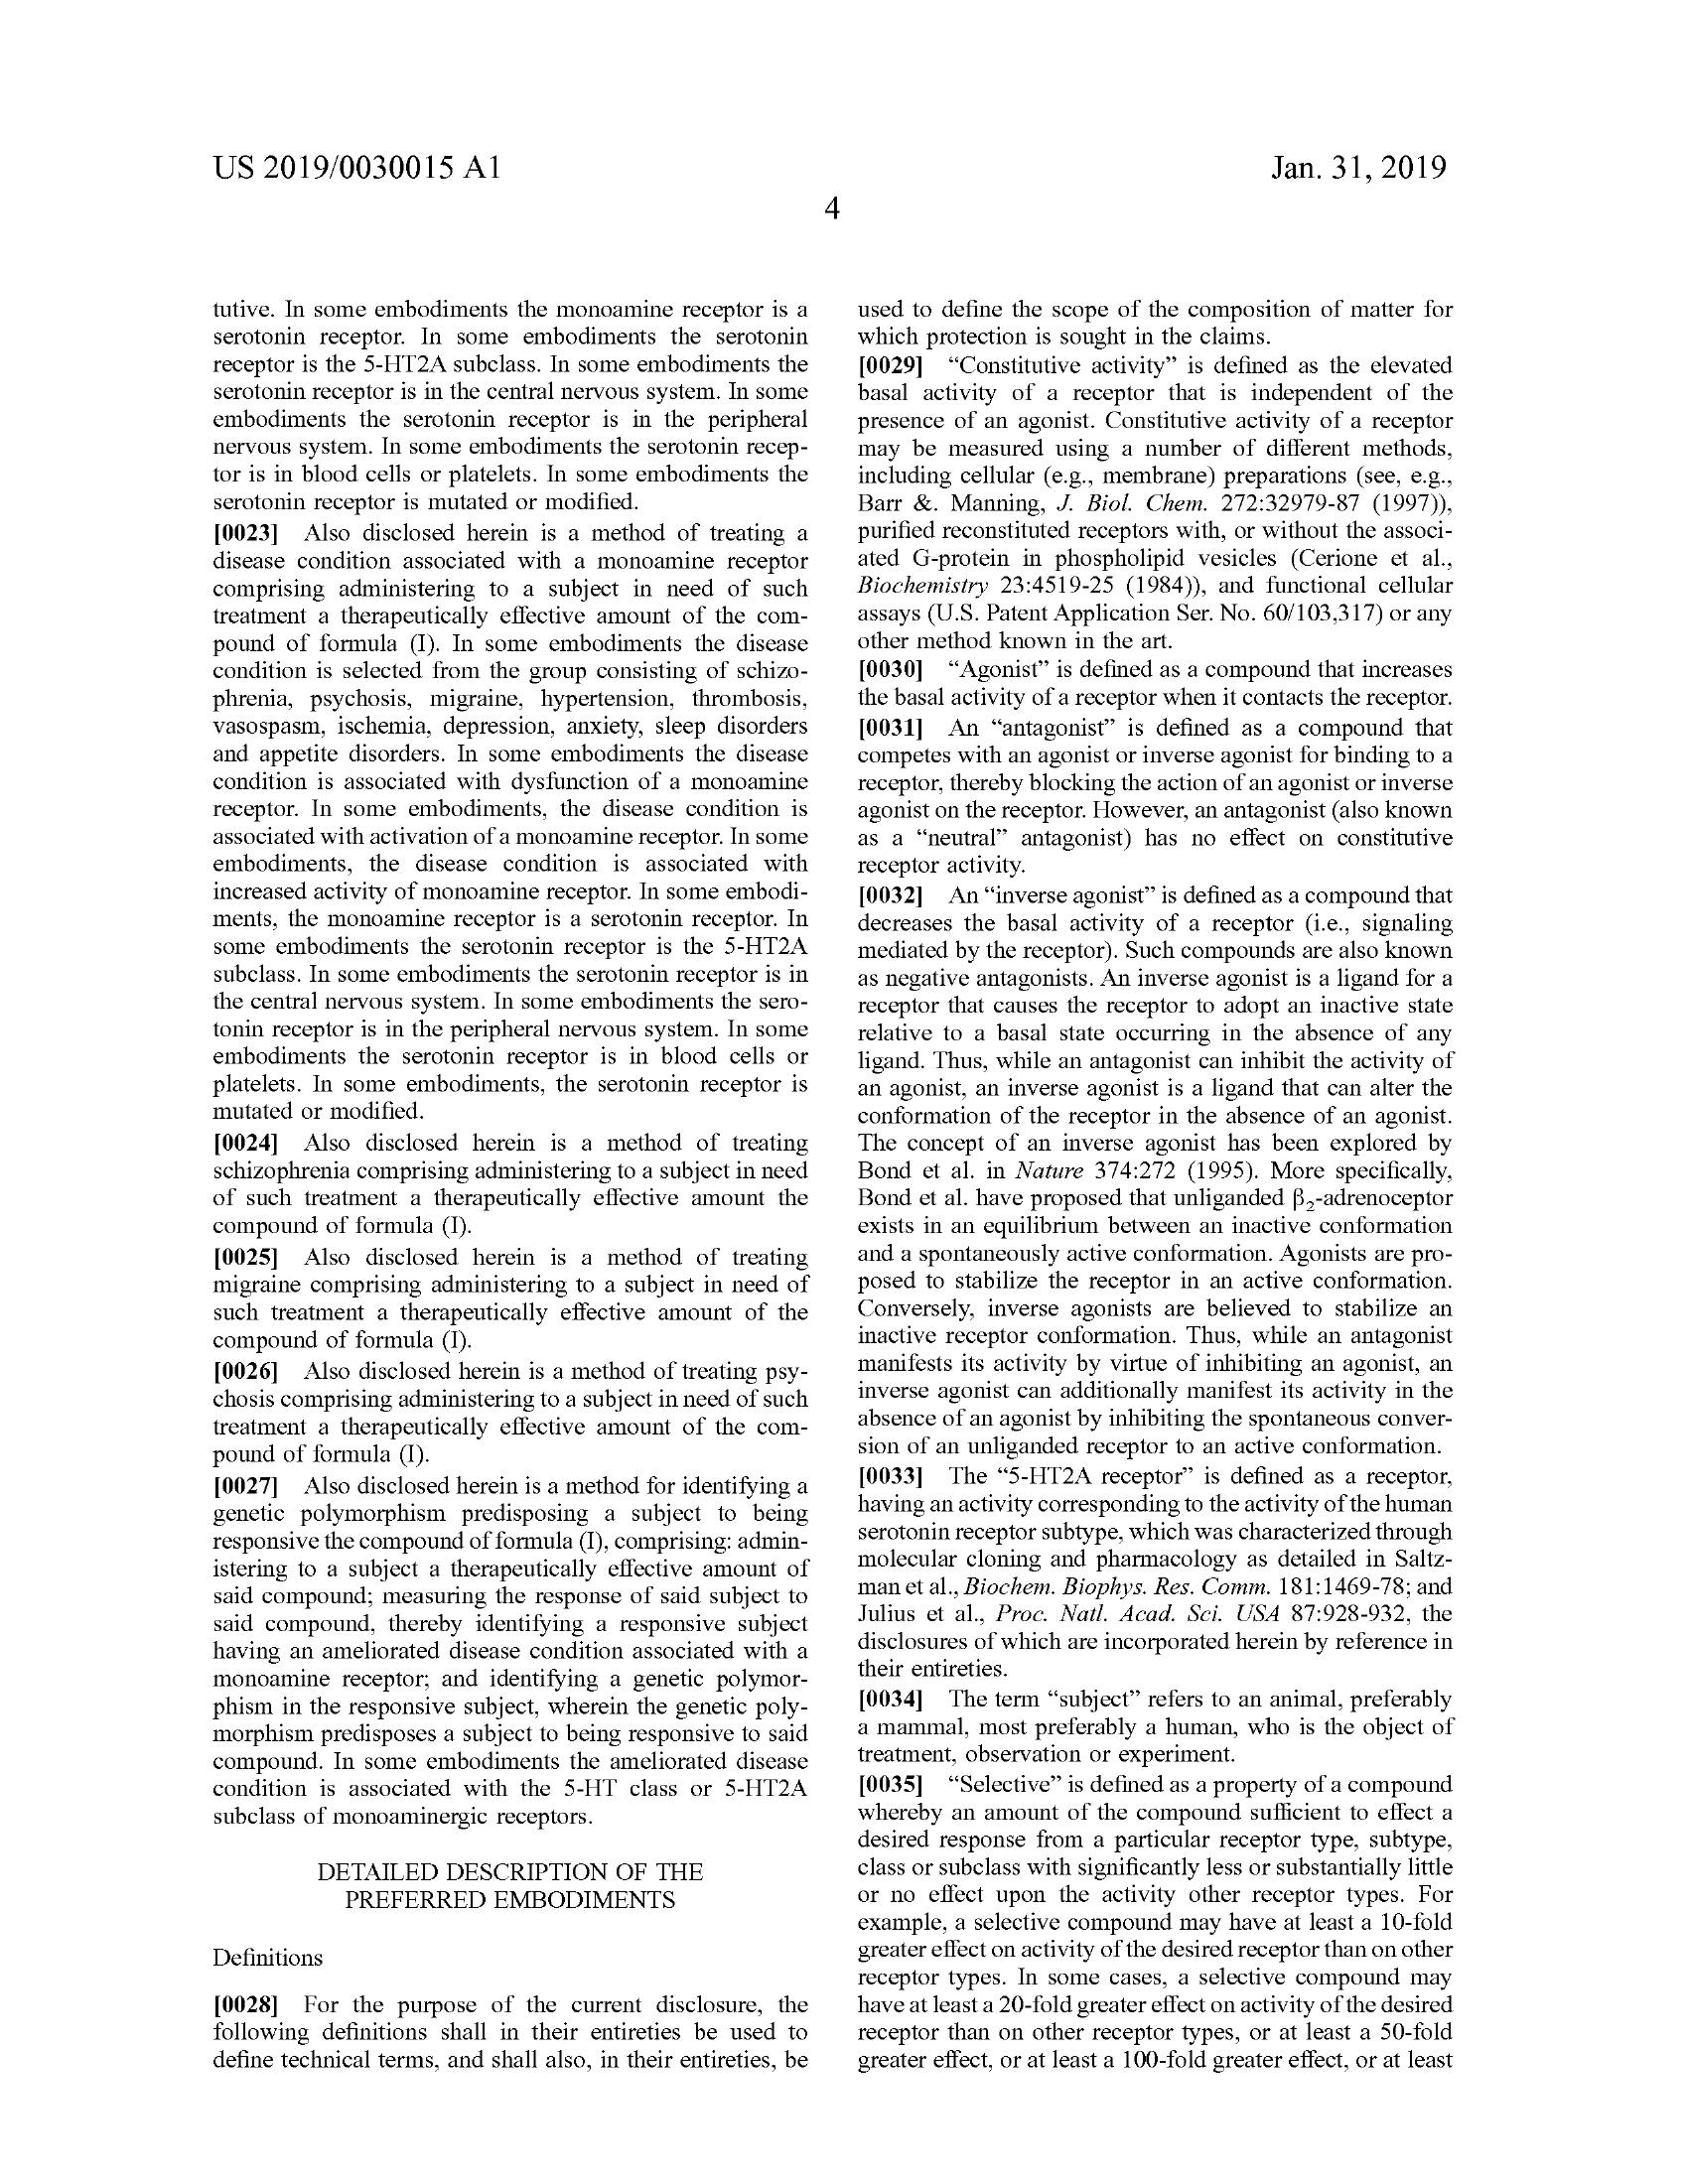 US 2019/0030015 A1
Jan. 31, 2019
4
tutive. In some embodiments the monoamine receptor is a
serotonin receptor. In some embodiments the serotonin
receptor is the 5-HT2A subclass. In some embodiments the
serotonin receptor is in the central nervous system. In some
embodiments the serotonin receptor is in the peripheral
nervous system. In some embodiments the serotonin recep-
tor is in blood cells or platelets. In some embodiments the
serotonin receptor is mutated or modified.
[0023] Also disclosed herein is a method of treating a
disease condition associated with a monoamine receptor
comprising administering to a subject in need of such
treatment a therapeutically effective amount of the com-
pound of formula (I). In some embodiments the disease
condition is selected from the group consisting of schizo-
phrenia, psychosis, migraine, hypertension, thrombosis,
vasospasm, ischemia, depression, anxiety, sleep disorders
and appetite disorders. In some embodiments the disease
condition is associated with dysfunction of a monoamine
receptor. In some embodiments, the disease condition is
associated with activation of a monoamine receptor. In some
embodiments, the disease condition is associated with
increased activity of monoamine receptor. In some embodi-
ments, the monoamine receptor is a serotonin receptor. In
some embodiments the serotonin receptor is the 5-HT2A
subclass. In some embodiments the serotonin receptor is in
the central nervous system. In some embodiments the sero-
tonin receptor is in the peripheral nervous system. In some
embodiments the serotonin receptor is in blood cells or
platelets. In some embodiments, the serotonin receptor is
mutated or modified.
[0024] Also disclosed herein is a method of treating
schizophrenia comprising administering to a subject in need
of such treatment a therapeutically effective amount the
compound of formula (I).
[0025] Also disclosed herein is a method of treating
migraine comprising administering to a subject in need of
such treatment a therapeutically effective amount of the
compound of formula (I).
[0026] Also disclosed herein is a method of treating psy-
chosis comprising administering to a subject in need of such
treatment a therapeutically effective amount of the com-
pound of formula (I).
[0027] Also disclosed herein is a method for identifying a
genetic polymorphism predisposing a subject to being
responsive the compound of formula (I), comprising: admin-
istering to a subject a therapeutically effective amount of
said compound; measuring the response of said subject to
said compound, thereby identifying a responsive subject
having an ameliorated disease condition associated with a
monoamine receptor; and identifying a genetic polymor-
phism in the responsive subject, wherein the genetic poly-
morphism predisposes a subject to being responsive to said
compound. In some embodiments the ameliorated disease
condition is associated with the 5-HT class or 5-HT2A
subclass of monoaminergic receptors.
DETAILED DESCRIPTION OF THE
PREFERRED EMBODIMENTS
Definitions
[0028] For the purpose of the current disclosure, the
following definitions shall in their entireties be used to
define technical terms, and shall also, in their entireties, be
used to define the scope of the composition of matter for
which protection is sought in the claims.
[0029] “Constitutive activity” is defined as the elevated
basal activity of a receptor that is independent of the
presence of an agonist. Constitutive activity of a receptor
may be measured using a number of different methods,
including cellular (e.g., membrane) preparations (see, e.g.,
Barr &. Manning, J. Biol. Chem. 272:32979-87 (1997)),
purified reconstituted receptors with, or without the associ-
ated G-protein in phospholipid vesicles (Cerione et al.,
Biochemistry 23:4519-25 (1984)), and functional cellular
assays (U.S. Patent Application Ser. No. 60/103,317) or any
other method known in the art.
[0030] “Agonist” is defined as a compound that increases
the basal activity of a receptor when it contacts the receptor.
[0031] An “antagonist” is defined as a compound that
competes with an agonist or inverse agonist for binding to a
receptor, thereby blocking the action of an agonist or inverse
agonist on the receptor. However, an antagonist (also known
as a “neutral” antagonist) has no effect on constitutive
receptor activity.
[0032] An “inverse agonist” is defined as a compound that
decreases the basal activity of a receptor (i.e., signaling
mediated by the receptor). Such compounds are also known
as negative antagonists. An inverse agonist is a ligand for a
receptor that causes the receptor to adopt an inactive state
relative to a basal state occurring in the absence of any
ligand. Thus, while an antagonist can inhibit the activity of
an agonist, an inverse agonist is a ligand that can alter the
conformation of the receptor in the absence of an agonist.
The concept of an inverse agonist has been explored by
Bond et al. in Nature 374:272 (1995). More specifically,
Bond et al. have proposed that unliganded β₂-adrenoceptor
exists in an equilibrium between an inactive conformation
and a spontaneously active conformation. Agonists are pro-
posed to stabilize the receptor in an active conformation.
Conversely, inverse agonists are believed to stabilize an
inactive receptor conformation. Thus, while an antagonist
manifests its activity by virtue of inhibiting an agonist, an
inverse agonist can additionally manifest its activity in the
absence of an agonist by inhibiting the spontaneous conver-
sion of an unliganded receptor to an active conformation.
[0033] The “5-HT2A receptor” is defined as a receptor,
having an activity corresponding to the activity of the human
serotonin receptor subtype, which was characterized through
molecular cloning and pharmacology as detailed in Saltz-
man et al., Biochem. Biophys. Res. Comm. 181:1469-78; and
Julius et al., Proc. Natl. Acad. Sci. USA 87:928-932, the
disclosures of which are incorporated herein by reference in
their entireties.
[0034] The term “subject” refers to an animal, preferably
a mammal, most preferably a human, who is the object of
treatment, observation or experiment.
[0035] “Selective” is defined as a property of a compound
whereby an amount of the compound sufficient to effect a
desired response from a particular receptor type, subtype,
class or subclass with significantly less or substantially little
or no effect upon the activity other receptor types. For
example, a selective compound may have at least a 10-fold
greater effect on activity of the desired receptor than on other
receptor types. In some cases, a selective compound may
have at least a 20-fold greater effect on activity of the desired
receptor than on other receptor types, or at least a 50-fold
greater effect, or at least a 100-fold greater effect, or at least